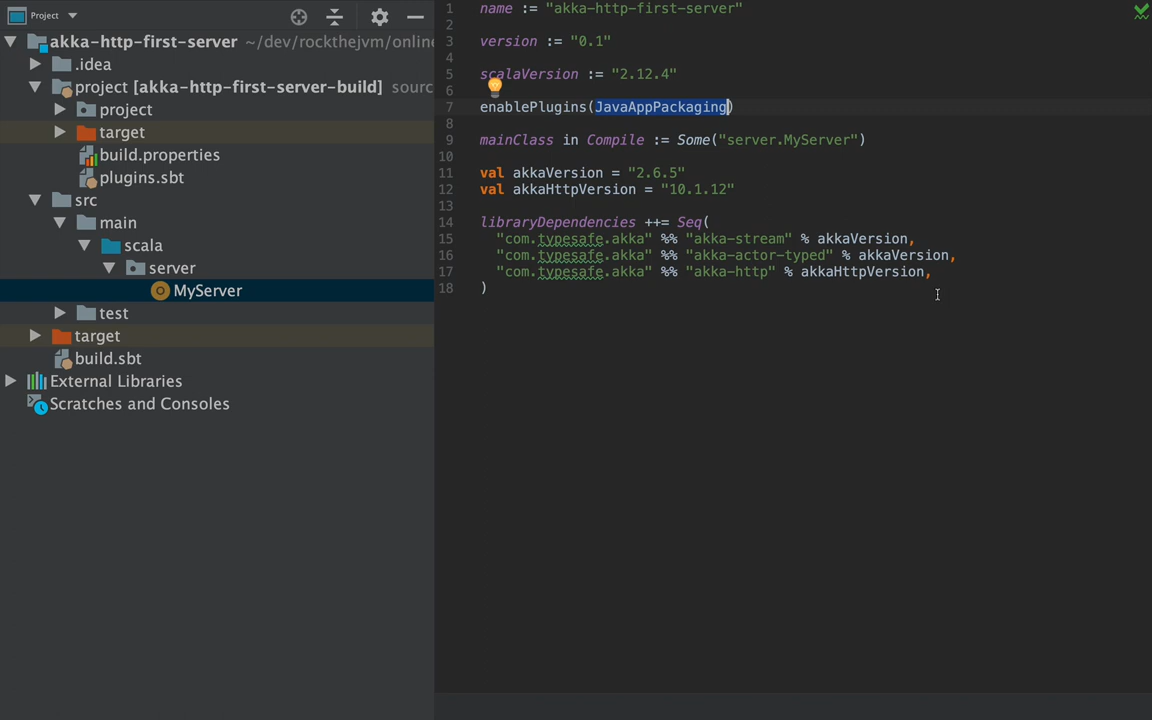 Project
akka-http-first-server ~/dev/rockthejvm/online
.idea
project [akka-http-first-server-build] sourc
project
target
build.properties
plugins.sbt
src
main
scala
server
MyServer
test
target
build.sbt
External Libraries
Scratches and Consoles
1 name := "akka-http-first-server"
2
3 version := "0.1"
4
5 scalaVersion := "2.12.4"
6
7 enablePlugins(JavaAppPackaging)
8
9 mainClass in Compile := Some("server.MyServer")
10
11 val akkaVersion = "2.6.5"
12 val akkaHttpVersion = "10.1.12"
13
14 libraryDependencies ++= Seq(
15 "com.typesafe.akka" %% "akka-stream" % akkaVersion,
16 "com.typesafe.akka" %% "akka-actor-typed" % akkaVersion,
17 "com.typesafe.akka" %% "akka-http" % akkaHttpVersion,
18 )